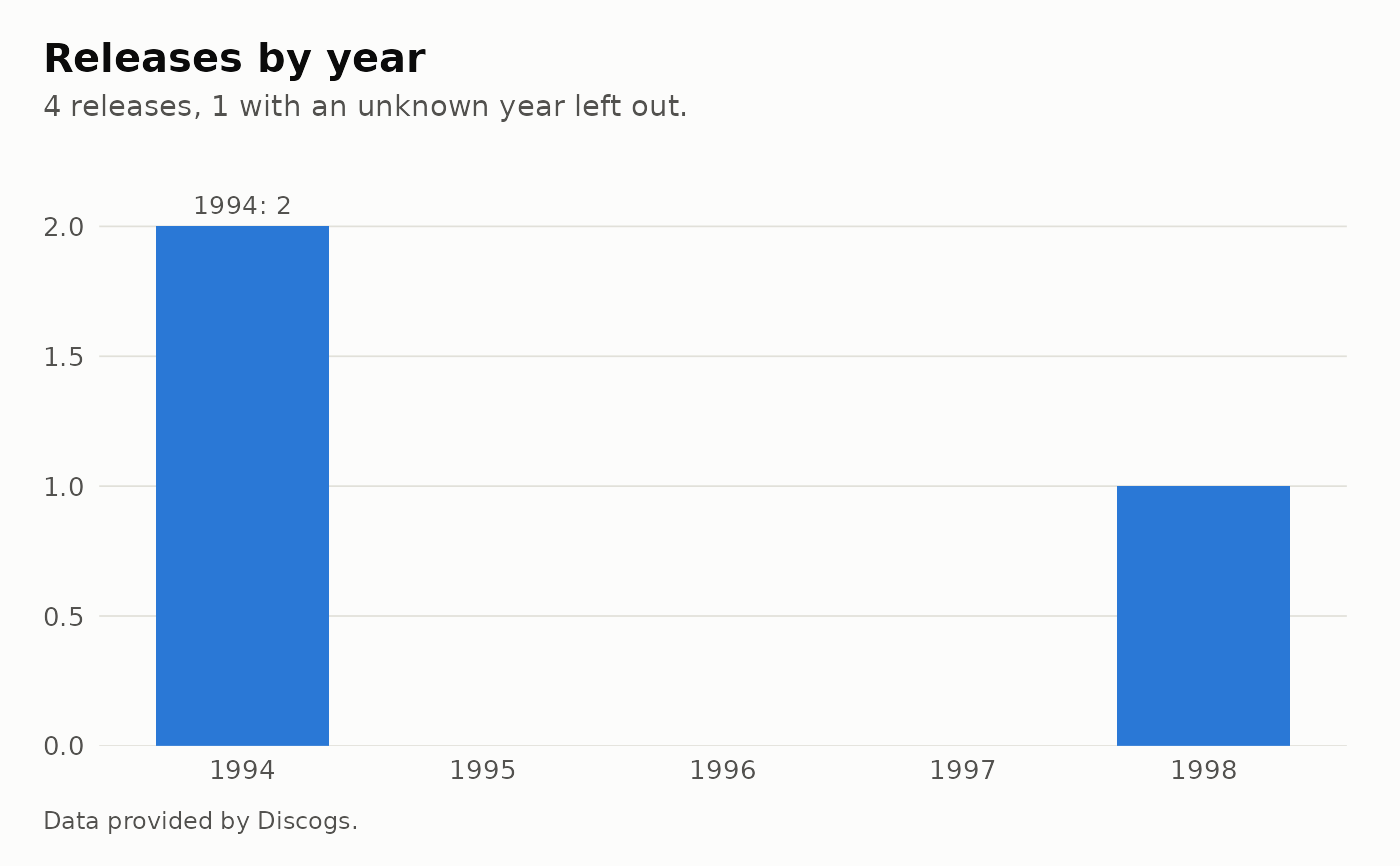 Releases by year
4 releases, 1 with an unknown year left out.
1994: 2
2.0
1.5
1.0
0.5
0.0
1994 1995 1996 1997 1998
Data provided by Discogs.